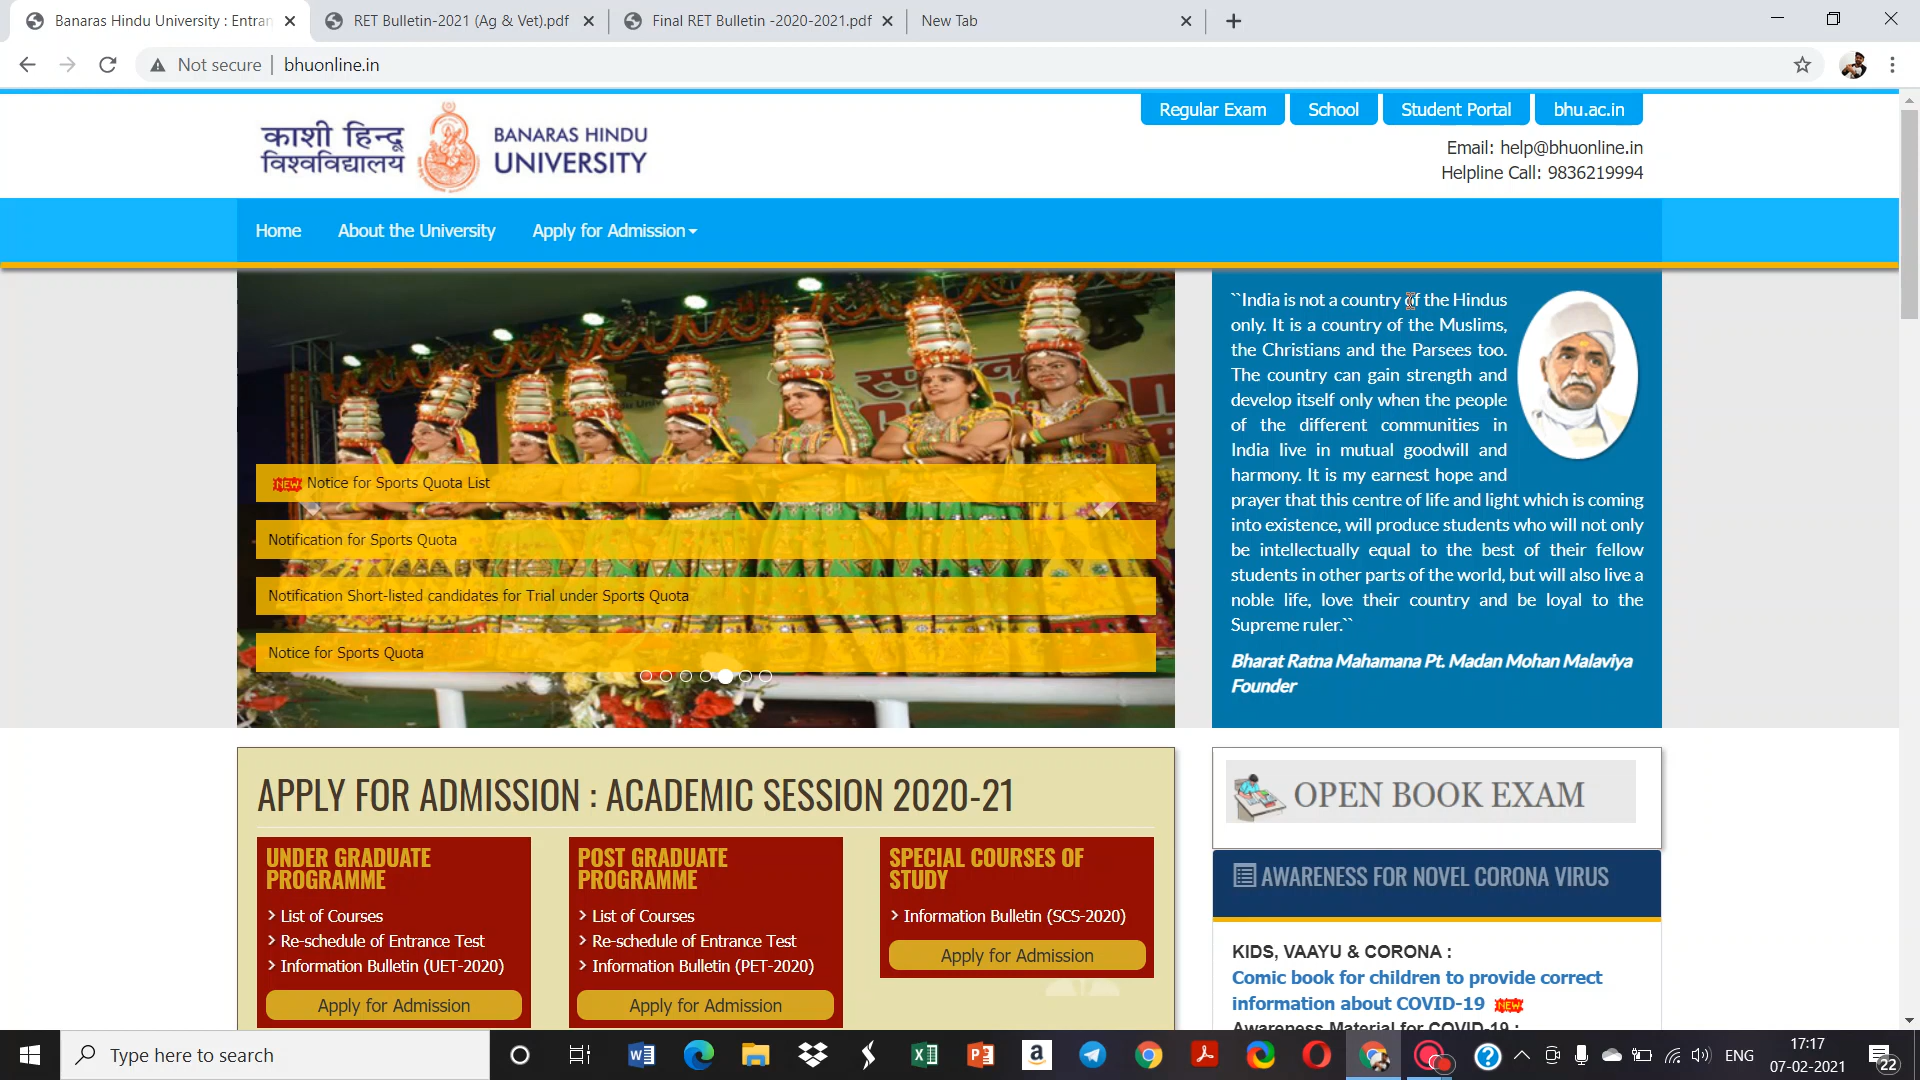 Banaras Hindu University : Entran
RET Bulletin-2021 (Ag & Vet).pdf
Final RET Bulletin -2020-2021.pdf
New Tab
Not secure
bhuonline.in
Regular Exam
School
Student Portal
bhu.ac.in
काशी हिन्दू
विश्वविद्यालय
BANARAS HINDU
UNIVERSITY
Email: help@bhuonline.in
Helpline Call: 9836219994
Home
About the University
Apply for Admission
NEW Notice for Sports Quota List
Notification for Sports Quota
Notification Short-listed candidates for Trial under Sports Quota
Notice for Sports Quota
``India is not a country of the Hindus
only. It is a country of the Muslims,
the Christians and the Parsees too.
The country can gain strength and
develop itself only when the people
of the different communities in
India live in mutual goodwill and
harmony. It is my earnest hope and
prayer that this centre of life and light which is coming
into existence, will produce students who will not only
be intellectually equal to the best of their fellow
students in other parts of the world, but will also live a
noble life, love their country and be loyal to the
Supreme ruler.``
Bharat Ratna Mahamana Pt. Madan Mohan Malaviya
Founder
APPLY FOR ADMISSION : ACADEMIC SESSION 2020-21
UNDER GRADUATE
PROGRAMME
List of Courses
Re-schedule of Entrance Test
Information Bulletin (UET-2020)
Apply for Admission
POST GRADUATE
PROGRAMME
List of Courses
Re-schedule of Entrance Test
Information Bulletin (PET-2020)
Apply for Admission
SPECIAL COURSES OF
STUDY
Information Bulletin (SCS-2020)
Apply for Admission
OPEN BOOK EXAM
AWARENESS FOR NOVEL CORONA VIRUS
KIDS, VAAYU & CORONA :
Comic book for children to provide correct
information about COVID-19 NEW
Awareness Material for COVID-19 :
Type here to search
ENG
17:17
07-02-2021
22